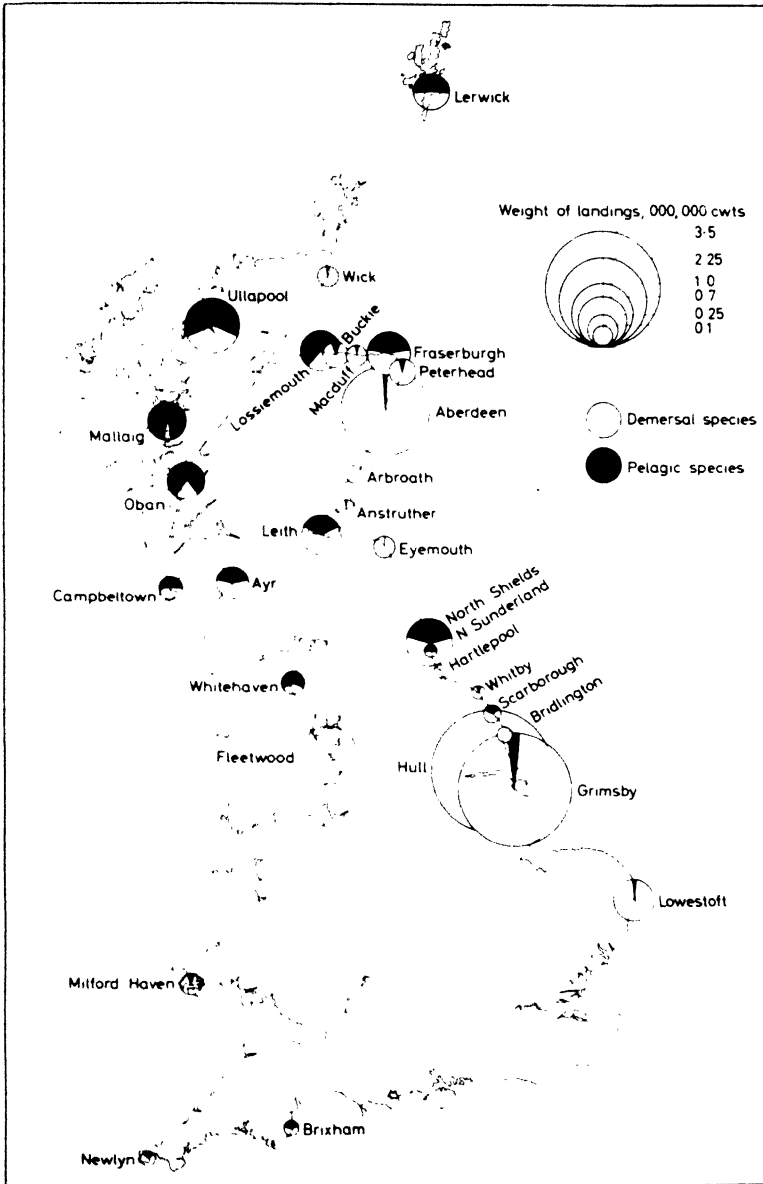 Lerwick
Weight of landings, 000,000 cwts
3·5
2 25
1 0
0 7
0 25
0 1
Wick
Ullapool
Buckie
Lossiemouth
Macduff
Fraserburgh
Peterhead
Aberdeen
Demersal species
Pelagic species
Mallaig
Oban
Arbroath
Anstruther
Leith
Eyemouth
Campbeltown
Ayr
North Shields
N Sunderland
Hartlepool
Whitehaven
Whitby
Scarborough
Bridlington
Fleetwood
Hull
Grimsby
Lowestoft
Milford Haven
Brixham
Newlyn